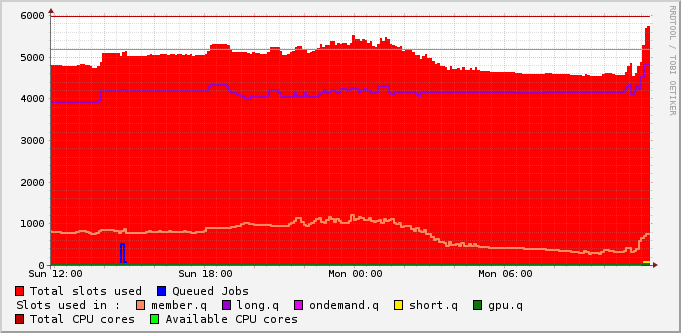 6000
5000
4000
3000
2000
1000
0
Sun 12:00 Sun 18:00 Mon 00:00 Mon 06:00
Total slots used Queued Jobs
Slots used in : member.q long.q ondemand.q short.q gpu.q
Total CPU cores Available CPU cores
RRDTOOL / TOBI OETIKER